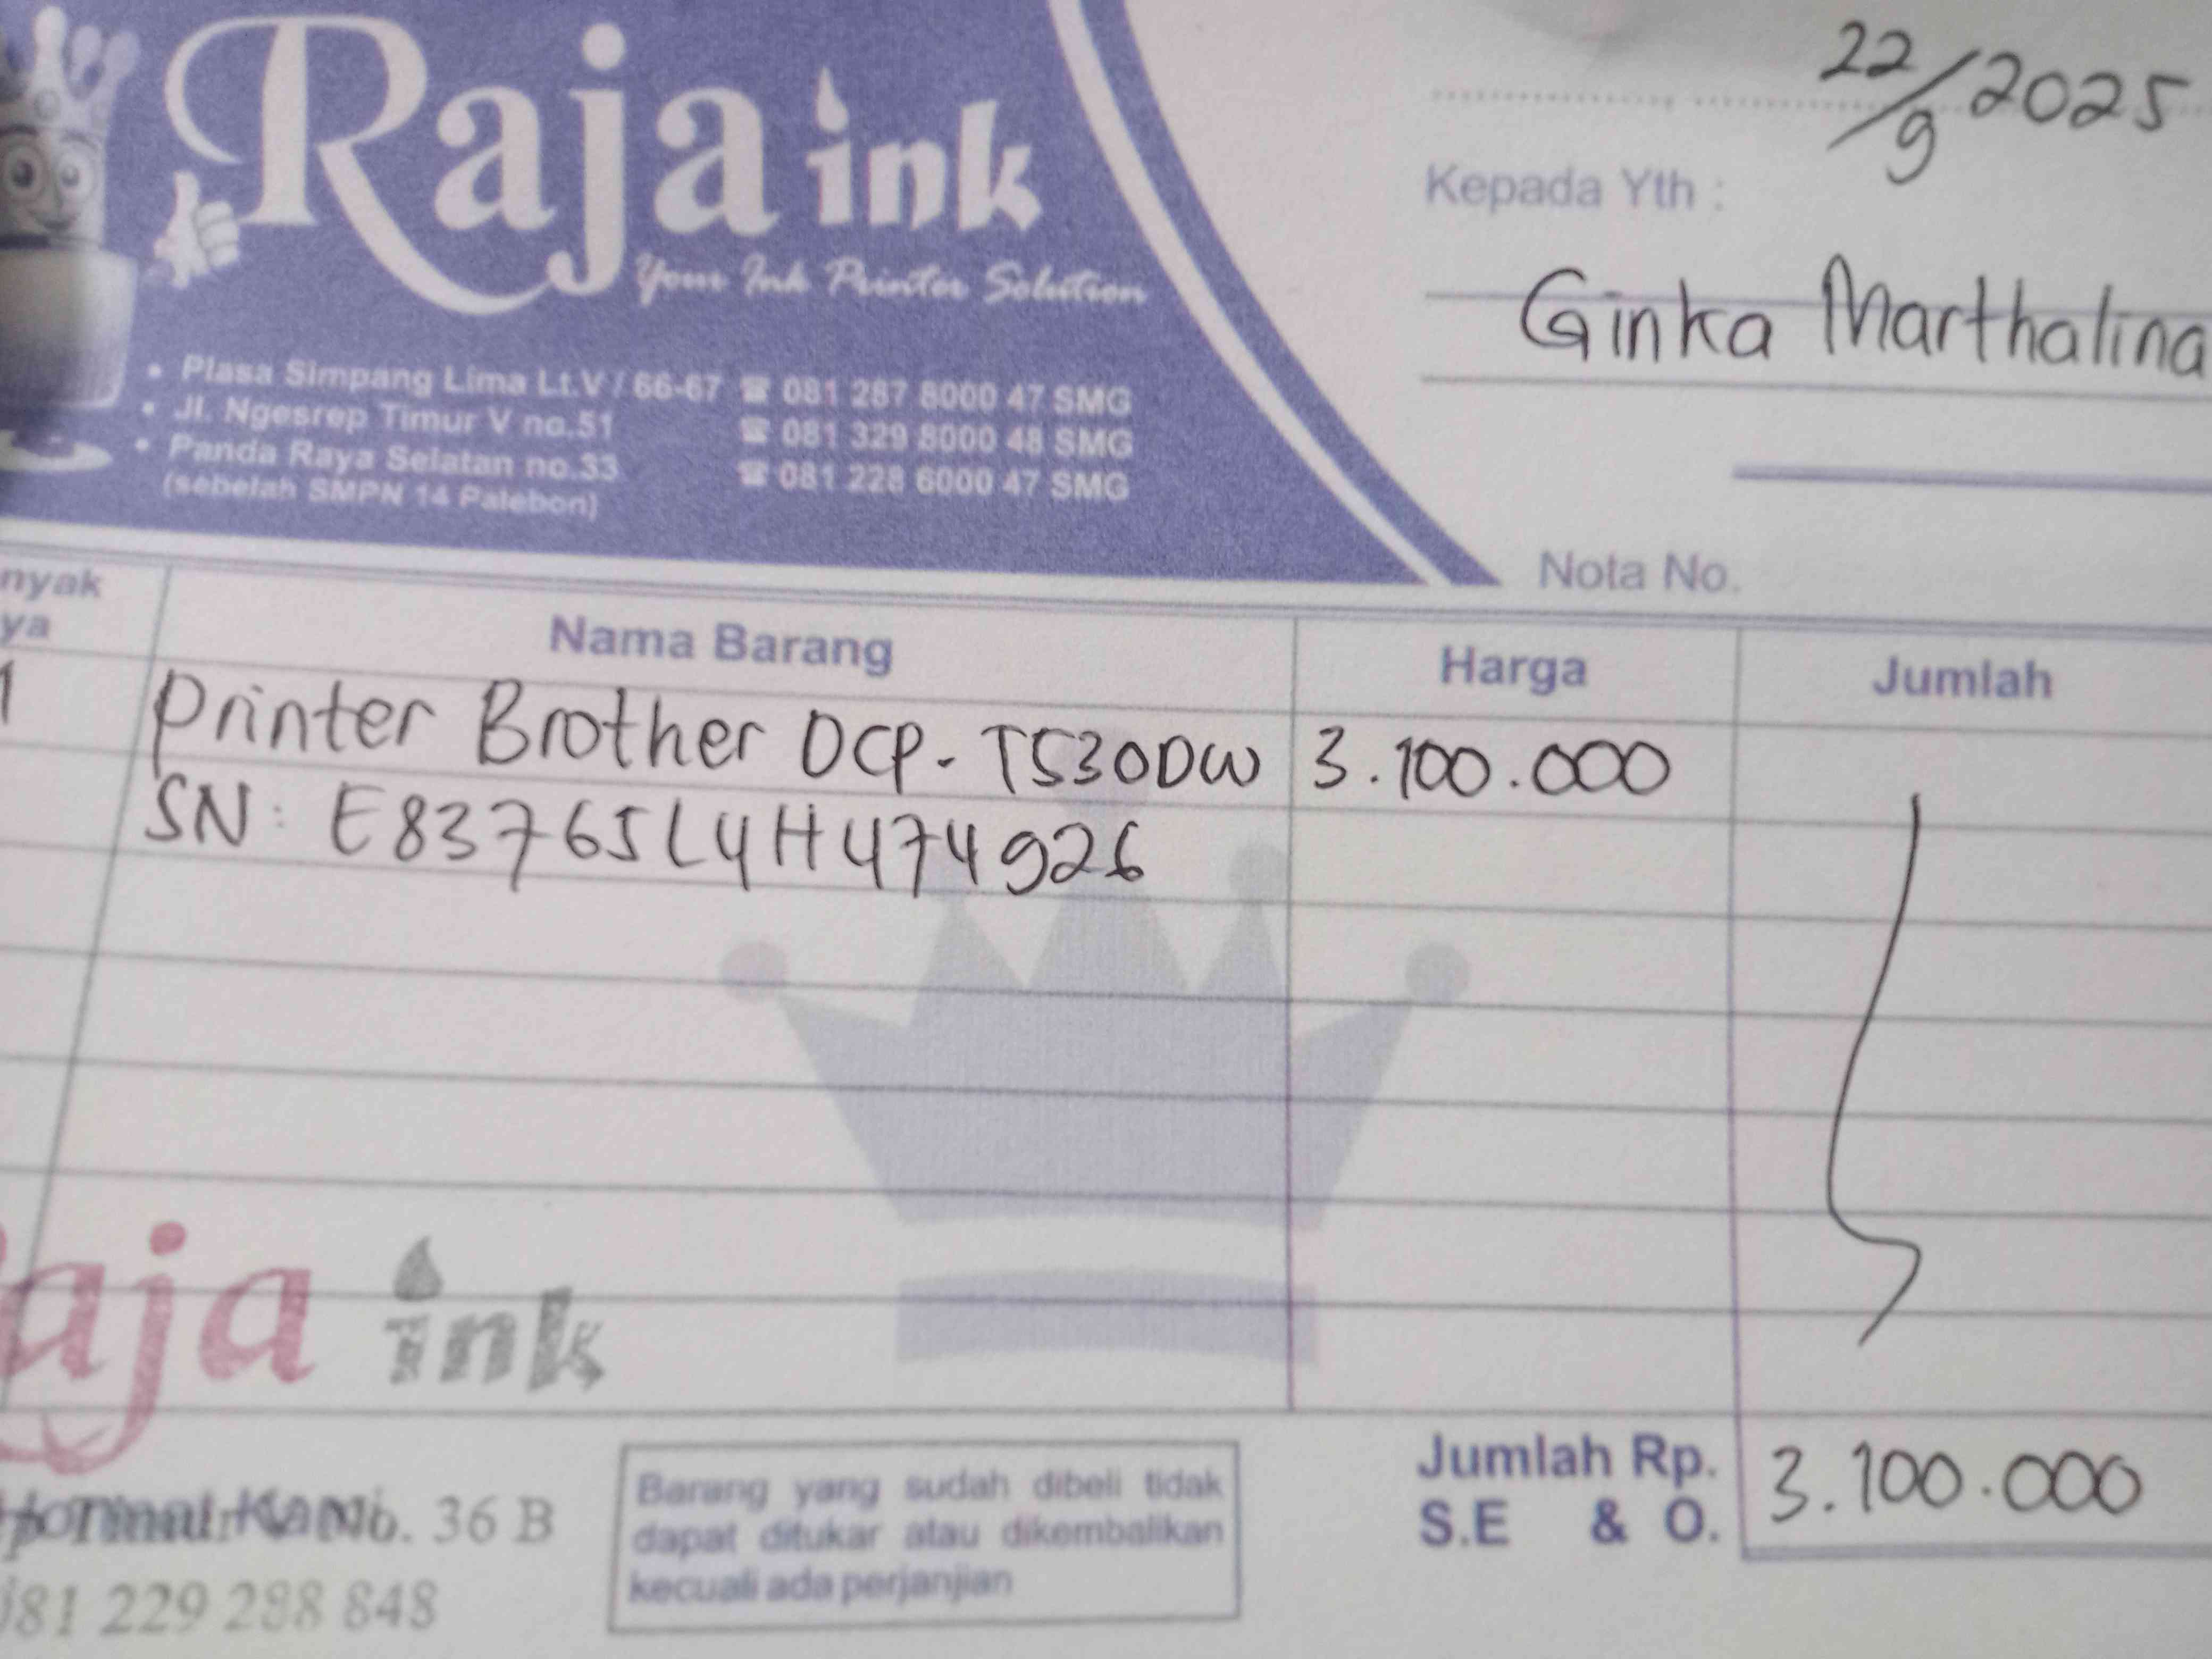 Raja ink
Your Ink Printer Solution
• Plasa Simpang Lima Lt.V / 66-67 ☎ 081 287 8000 47 SMG
• Jl. Ngesrep Timur V no.51 ☎ 081 329 8000 48 SMG
• Panda Raya Selatan no.33 ☎ 081 228 6000 47 SMG
(sebelah SMPN 14 Palebon)
22/9 2025
Kepada Yth :
Ginka Marthalina
Nota No.
nyak
ya
Nama Barang Harga Jumlah
1 Printer Brother DCP-T530DW 3.100.000
SN: E83765L4H474926
aja ink
No. 36 B
081 229 288 848
Barang yang sudah dibeli tidak
dapat ditukar atau dikembalikan
kecuali ada perjanjian
Jumlah Rp. 3.100.000
S.E & O.